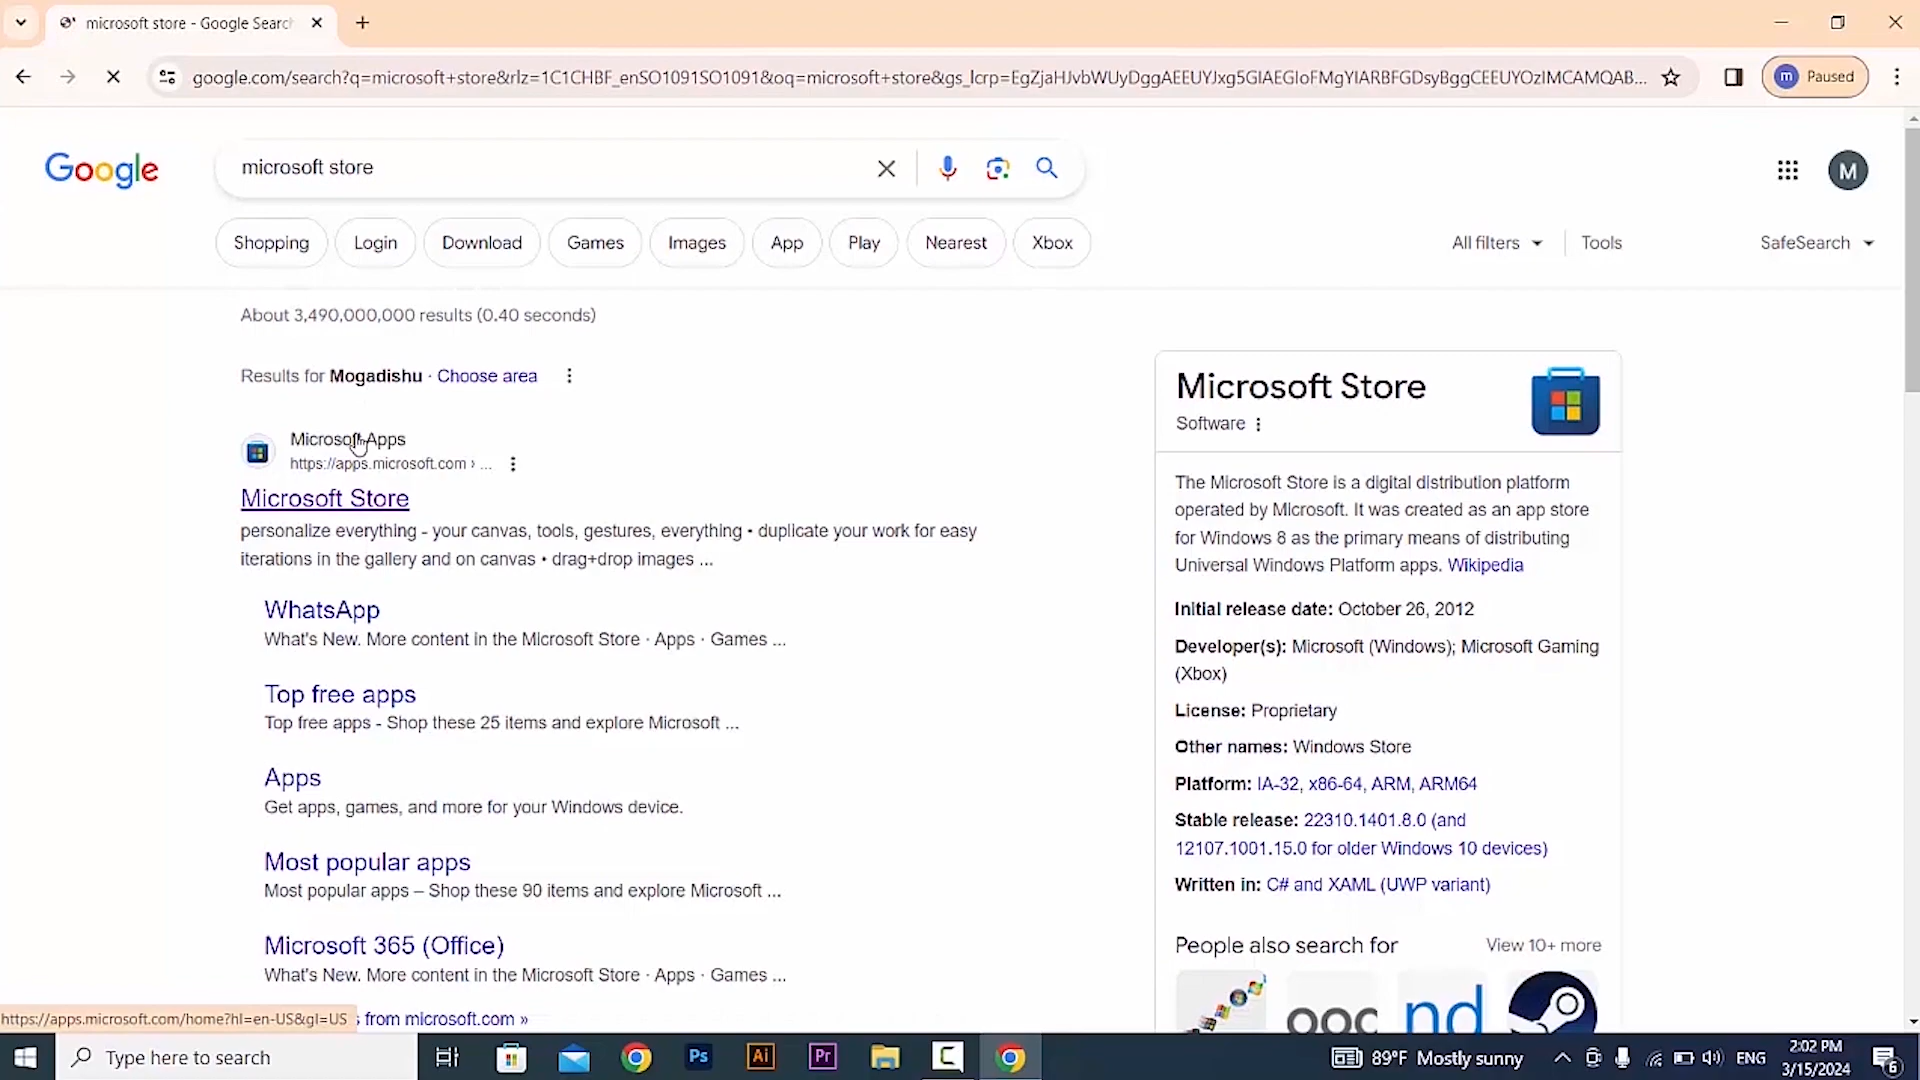 microsoft store - Google Search
google.com/search?q=microsoft+store&rlz=1C1CHBF_enSO1091SO1091&oq=microsoft+store&gs_lcrp=EgZjaHJvbWUyDggAEEUYJxg5GIAEGIoFMgYIARBFGDsyBggCEEUYOzIMCAMQAB...
m Paused
Google
microsoft store
M
Shopping Login Download Games Images App Play Nearest Xbox
All filters Tools SafeSearch
About 3,490,000,000 results (0.40 seconds)
Results for Mogadishu · Choose area
Microsoft Apps
https://apps.microsoft.com › ...
Microsoft Store
personalize everything - your canvas, tools, gestures, everything • duplicate your work for easy
iterations in the gallery and on canvas • drag+drop images ...
WhatsApp
What's New. More content in the Microsoft Store · Apps · Games ...
Top free apps
Top free apps - Shop these 25 items and explore Microsoft ...
Apps
Get apps, games, and more for your Windows device.
Most popular apps
Most popular apps – Shop these 90 items and explore Microsoft ...
Microsoft 365 (Office)
What's New. More content in the Microsoft Store · Apps · Games ...
from microsoft.com »
Microsoft Store
Software
The Microsoft Store is a digital distribution platform
operated by Microsoft. It was created as an app store
for Windows 8 as the primary means of distributing
Universal Windows Platform apps. Wikipedia
Initial release date: October 26, 2012
Developer(s): Microsoft (Windows); Microsoft Gaming
(Xbox)
License: Proprietary
Other names: Windows Store
Platform: IA-32, x86-64, ARM, ARM64
Stable release: 22310.1401.8.0 (and
12107.1001.15.0 for older Windows 10 devices)
Written in: C# and XAML (UWP variant)
People also search for View 10+ more
nd
https://apps.microsoft.com/home?hl=en-US&gl=US
Type here to search
Ps Ai Pr C
89°F Mostly sunny
ENG
2:02 PM
3/15/2024
6